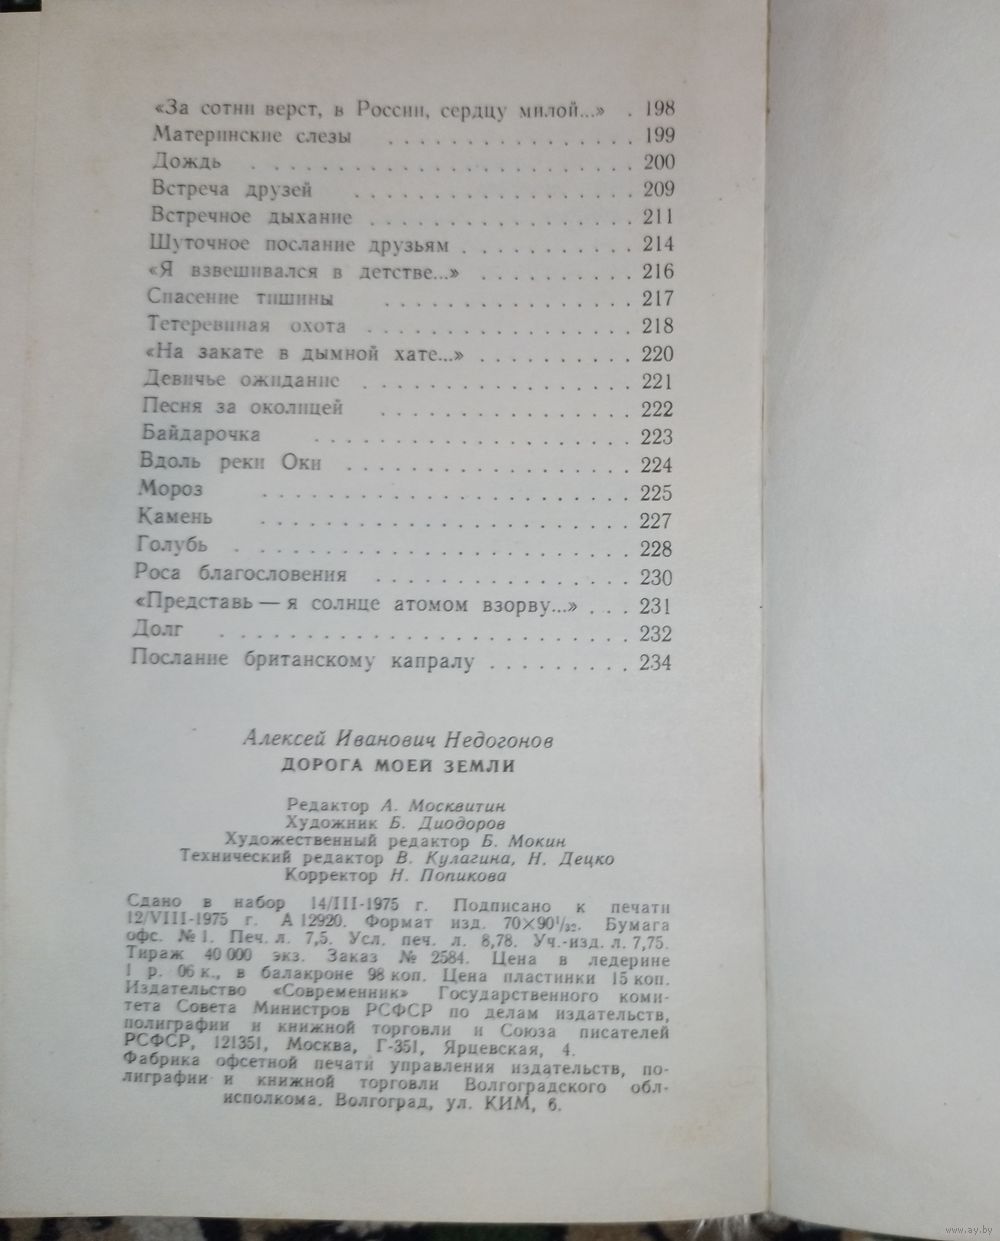 «За сотни верст, в России, сердцу милой...» . 198
Материнские слезы . . . . . . . . . . . . . . 199
Дождь . . . . . . . . . . . . . . . . . . 200
Встреча друзей . . . . . . . . . . . . . . . 209
Встречное дыхание . . . . . . . . . . . . . . 211
Шуточное послание друзьям . . . . . . . . . . 214
«Я взвешивался в детстве...» . . . . . . . . . 216
Спасение тишины . . . . . . . . . . . . . . 217
Тетеревиная охота . . . . . . . . . . . . . . 218
«На закате в дымной хате...» . . . . . . . . . 220
Девичье ожидание . . . . . . . . . . . . . . 221
Песня за околицей . . . . . . . . . . . . . . 222
Байдарочка . . . . . . . . . . . . . . . . 223
Вдоль реки Оки . . . . . . . . . . . . . . . 224
Мороз . . . . . . . . . . . . . . . . . . 225
Камень . . . . . . . . . . . . . . . . . . 227
Голубь . . . . . . . . . . . . . . . . . . 228
Роса благословения . . . . . . . . . . . . . 230
«Представь — я солнце атомом взорву...» . . . 231
Долг . . . . . . . . . . . . . . . . . . . 232
Послание британскому капралу . . . . . . . . . 234
Алексей Иванович Недогонов
ДОРОГА МОЕЙ ЗЕМЛИ
Редактор А. Москвитин
Художник Б. Диодоров
Художественный редактор Б. Мокин
Технический редактор В. Кулагина, Н. Децко
Корректор Н. Попикова
Сдано в набор 14/III-1975 г. Подписано к печати
12/VIII-1975 г. А 12920. Формат изд. 70×90¹/₃₂. Бумага
офс. № 1. Печ. л. 7,5. Усл. печ. л. 8,78. Уч.-изд. л. 7,75.
Тираж 40 000 экз. Заказ № 2584. Цена в ледерине
1 р. 06 к., в балакроне 98 коп. Цена пластинки 15 коп.
Издательство «Современник» Государственного коми-
тета Совета Министров РСФСР по делам издательств,
полиграфии и книжной торговли и Союза писателей
РСФСР, 121351, Москва, Г-351, Ярцевская, 4.
Фабрика офсетной печати управления издательств, по-
лиграфии и книжной торговли Волгоградского обл-
исполкома. Волгоград, ул. КИМ, 6.
www.ay.by